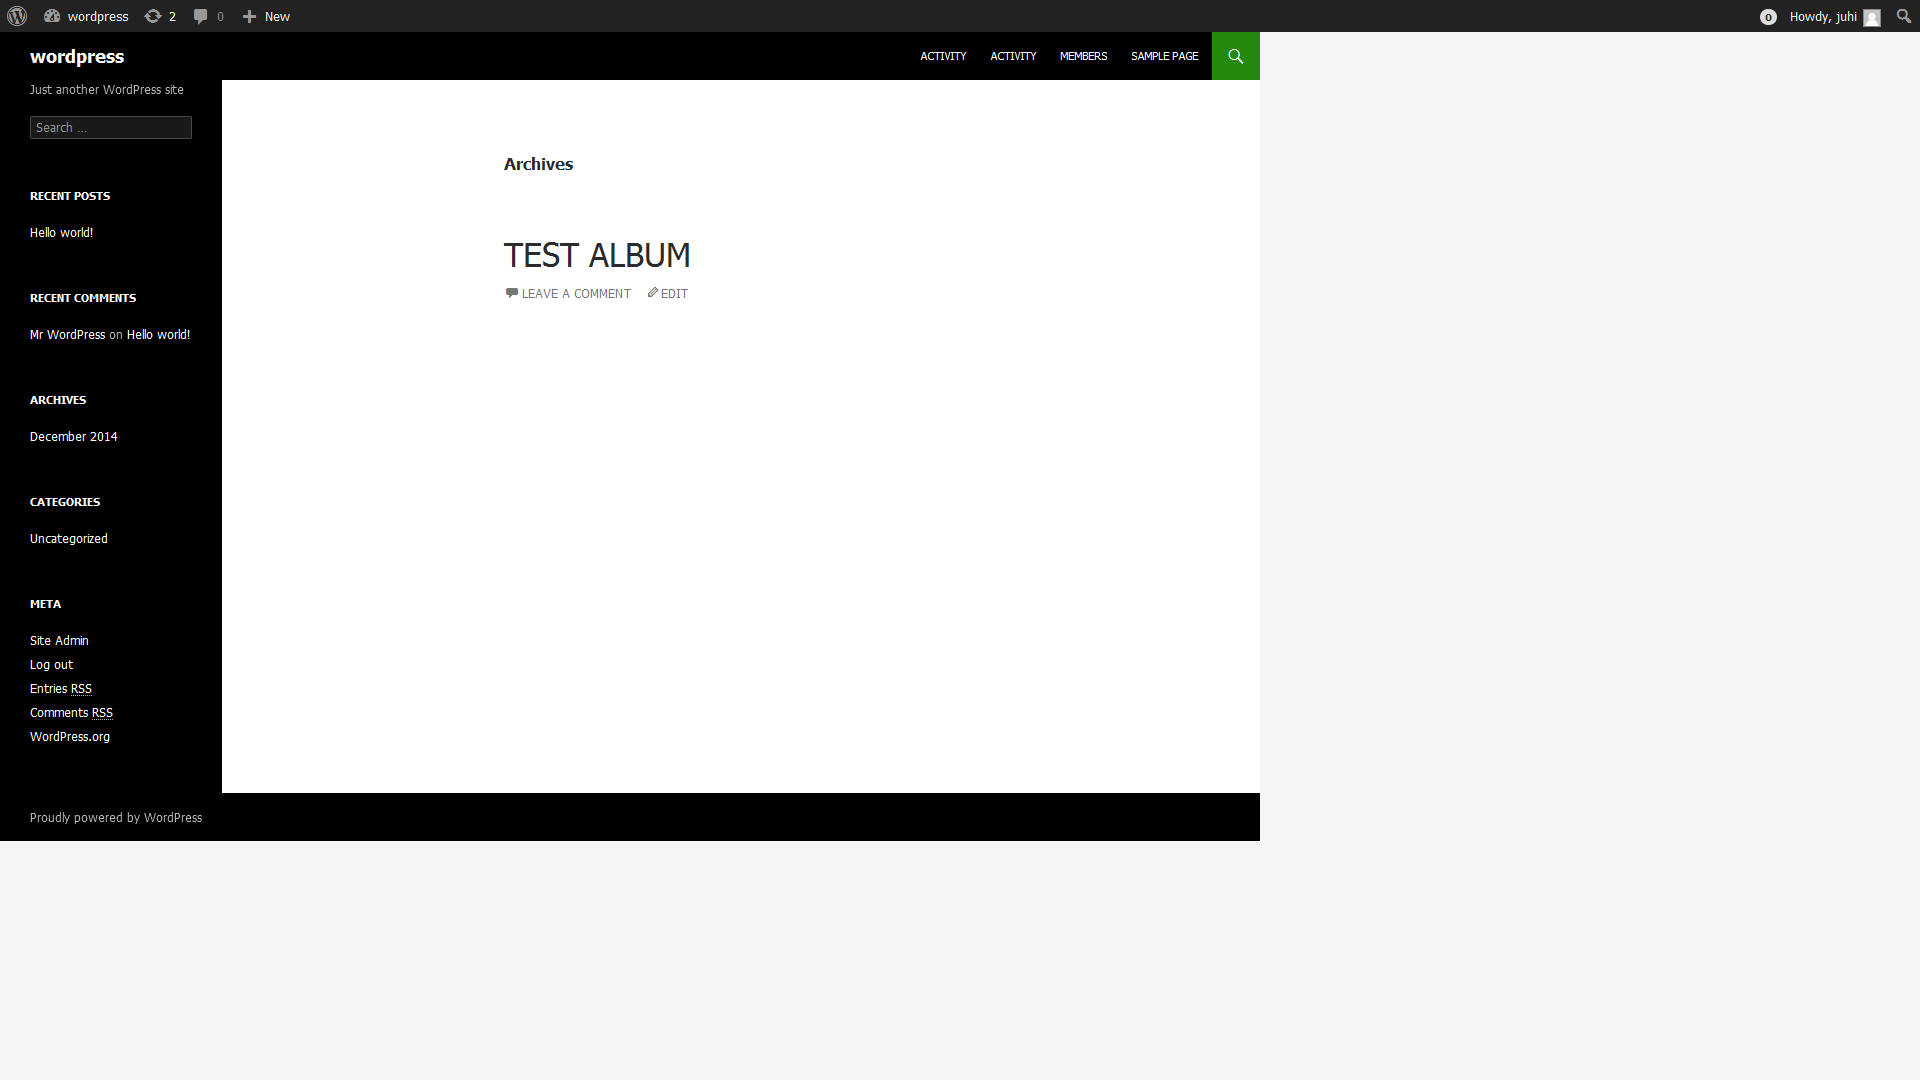 wordpress 2 0 New 0 Howdy, juhi
wordpress ACTIVITY ACTIVITY MEMBERS SAMPLE PAGE
Just another WordPress site
Search ...
RECENT POSTS
Hello world!
RECENT COMMENTS
Mr WordPress on Hello world!
ARCHIVES
December 2014
CATEGORIES
Uncategorized
META
Site Admin
Log out
Entries RSS
Comments RSS
WordPress.org
Archives
TEST ALBUM
LEAVE A COMMENT EDIT
Proudly powered by WordPress